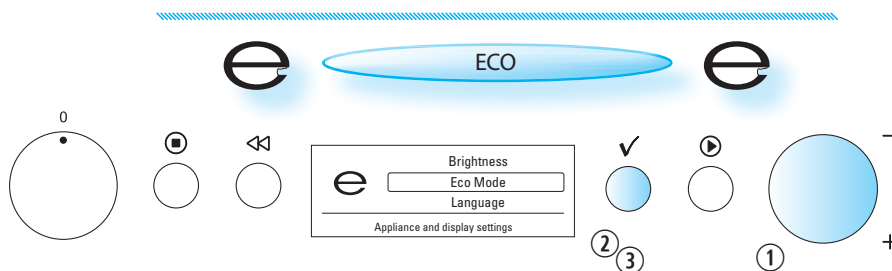 ECO
0
Brightness
Eco Mode
Language
Appliance and display settings
-
+
② ③ ①